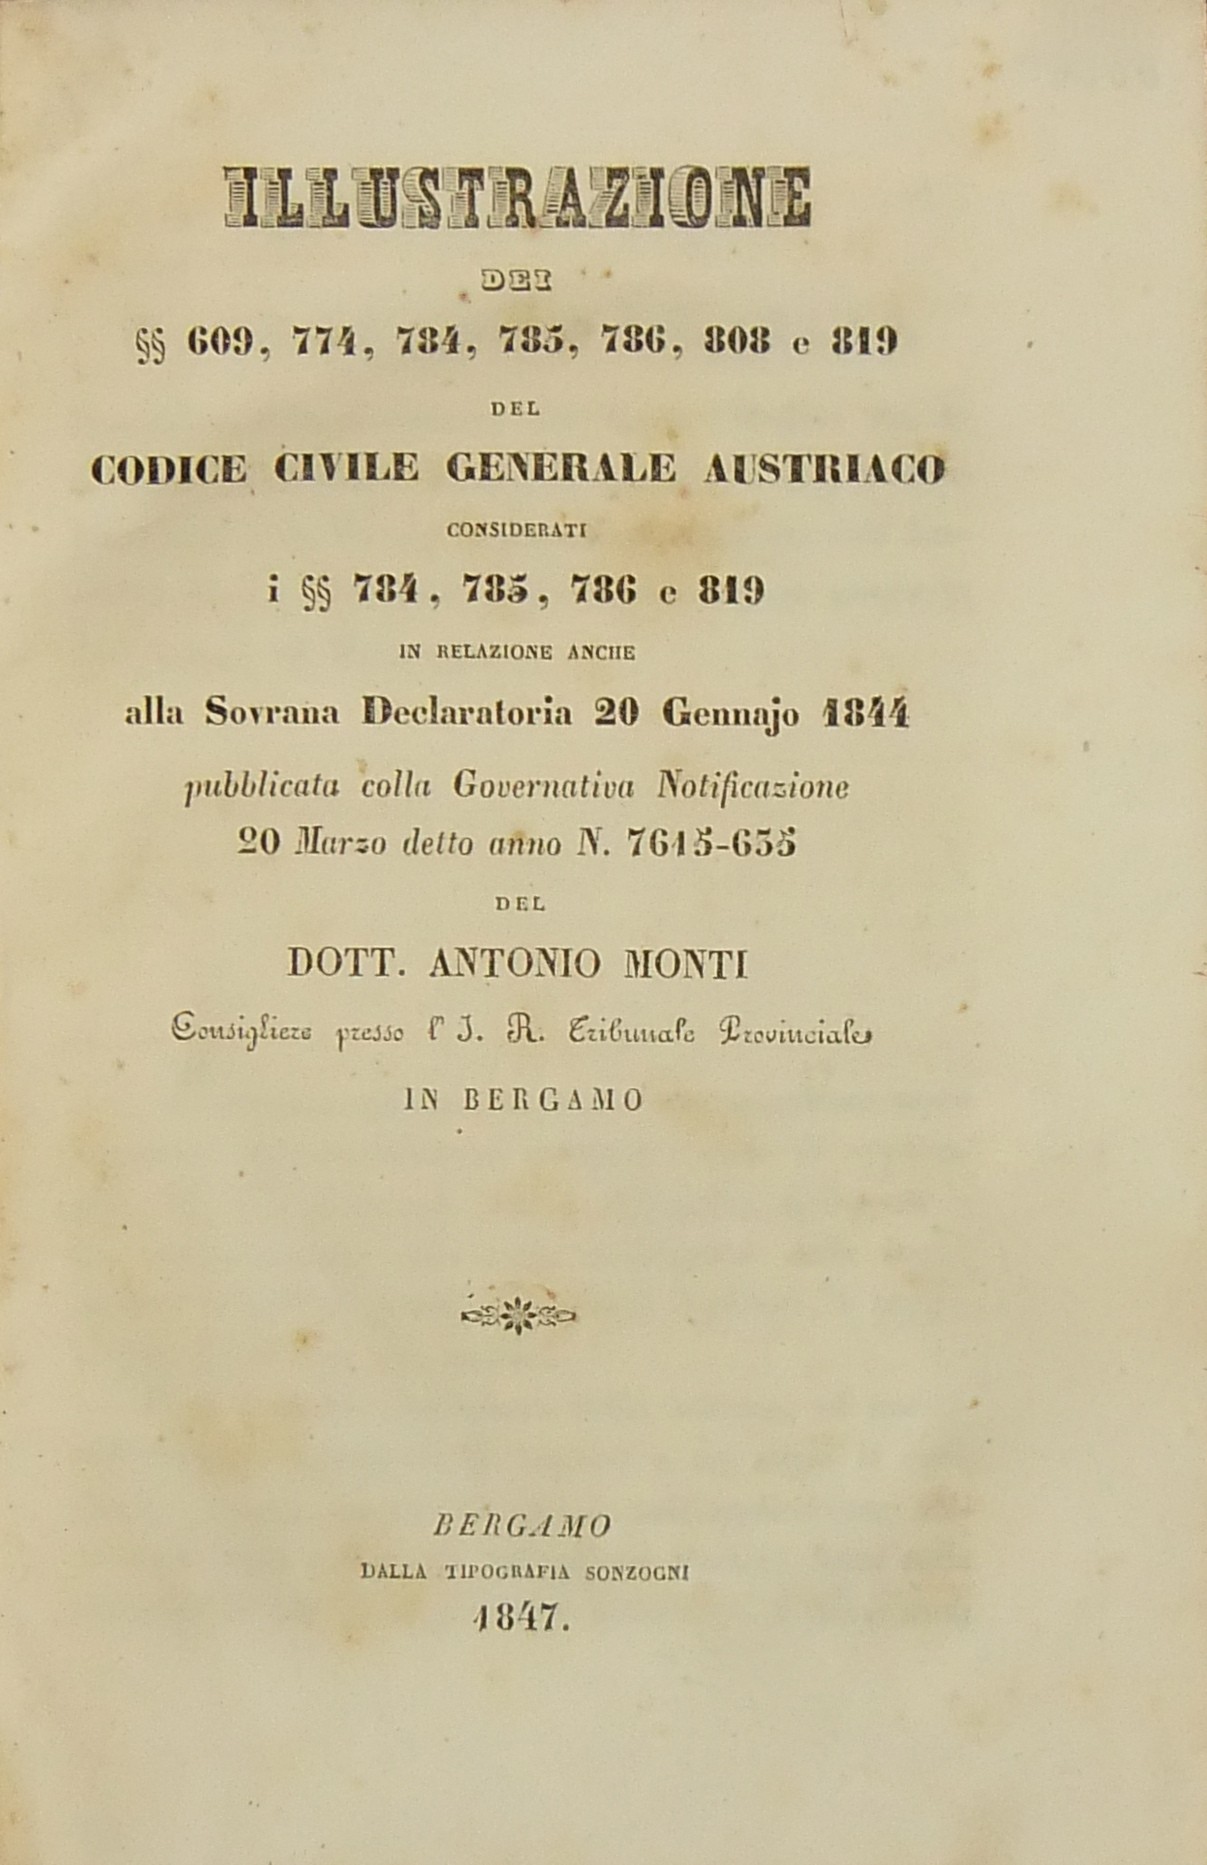 ILLUSTRAZIONE
DEI
§§ 609, 774, 784, 785, 786, 808 e 819
DEL
CODICE CIVILE GENERALE AUSTRIACO
CONSIDERATI
i §§ 784, 785, 786 e 819
IN RELAZIONE ANCHE
alla Sovrana Declaratoria 20 Gennajo 1844
pubblicata colla Governativa Notificazione
20 Marzo detto anno N. 7615-635
DEL
DOTT. ANTONIO MONTI
Consigliere presso l' I. R. Tribunale Provinciale
IN BERGAMO
BERGAMO
DALLA TIPOGRAFIA SONZOGNI
1847.